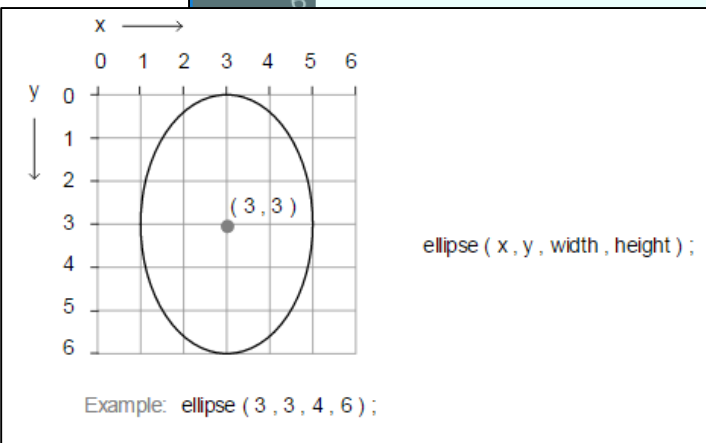 x
0 1 2 3 4 5 6
y
0
1
2
( 3 , 3 )
3
ellipse ( x , y , width , height ) ;
4
5
6
Example: ellipse ( 3 , 3 , 4 , 6 ) ;